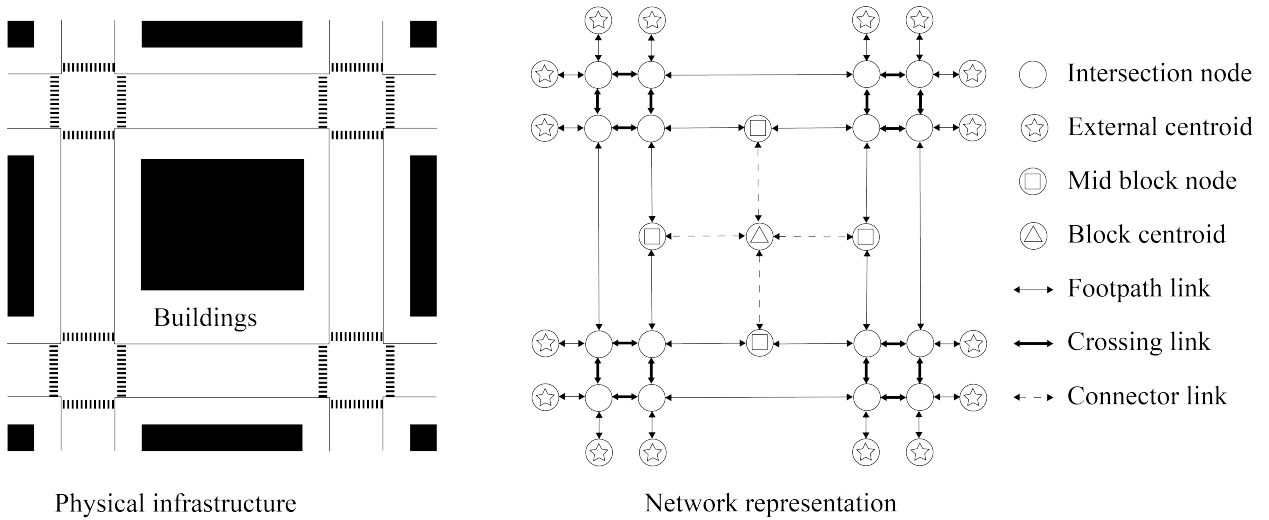 Buildings
Physical infrastructure
Network representation
Intersection node
External centroid
Mid block node
Block centroid
Footpath link
Crossing link
Connector link